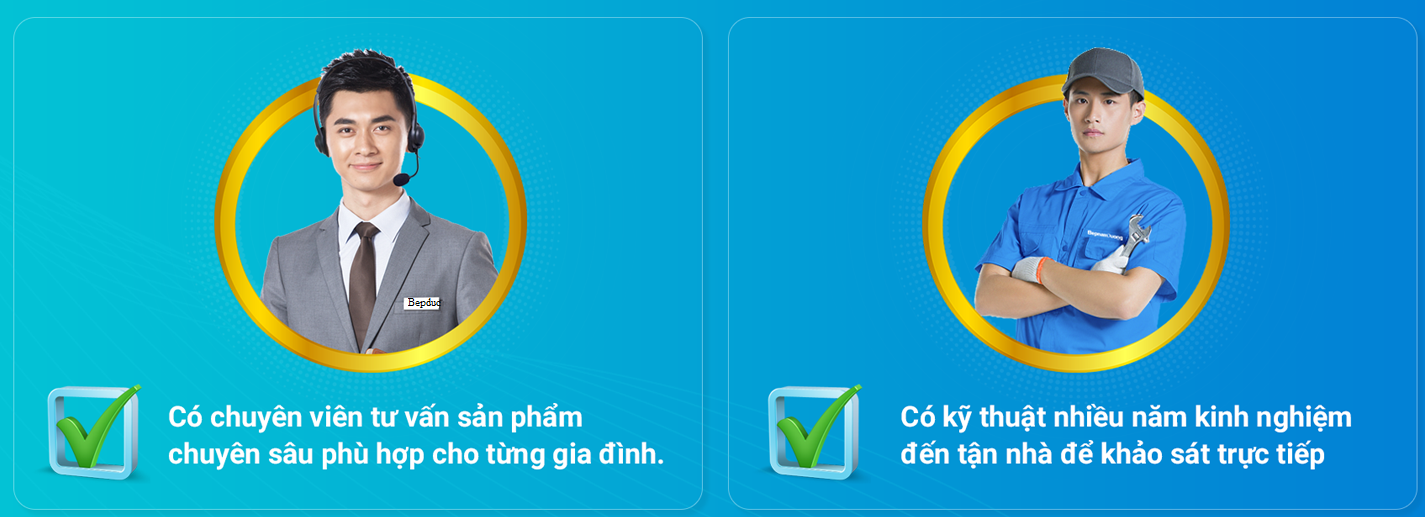 Bepduc
Có chuyên viên tư vấn sản phẩm
chuyên sâu phù hợp cho từng gia đình.
Có kỹ thuật nhiều năm kinh nghiệm
đến tận nhà để khảo sát trực tiếp